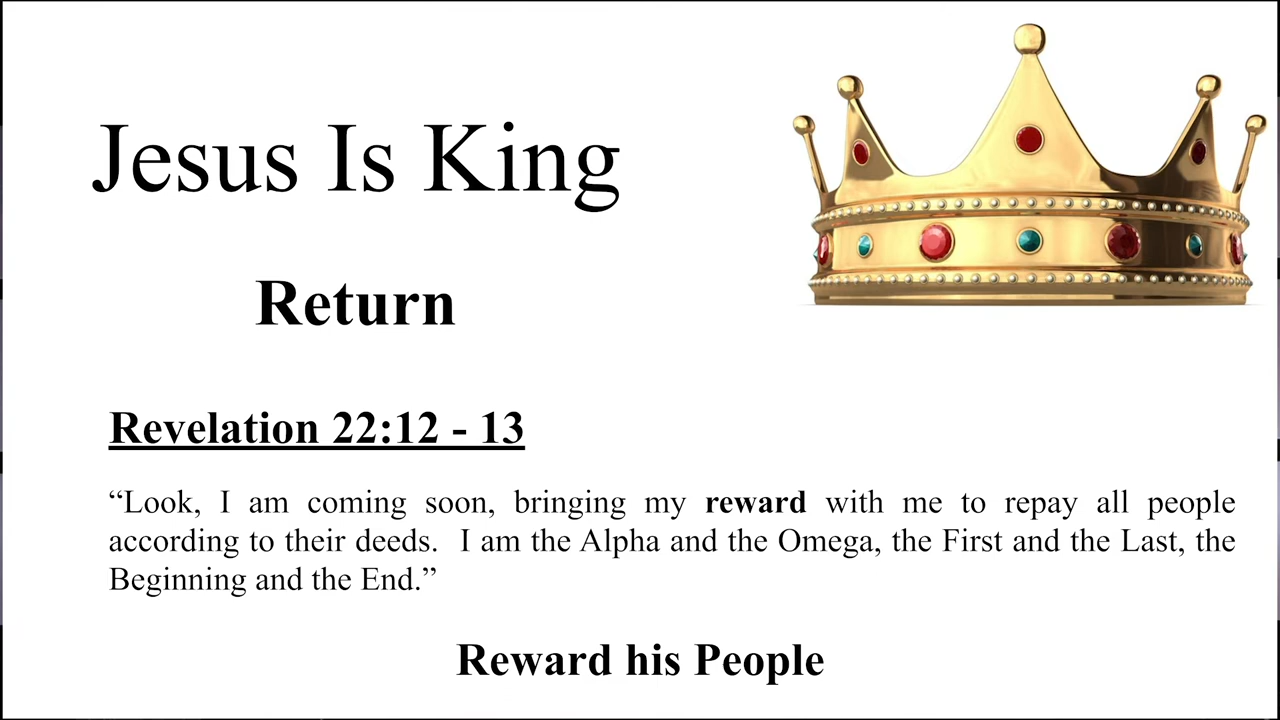 Jesus Is King
Return
Revelation 22:12 - 13
“Look, I am coming soon, bringing my reward with me to repay all people
according to their deeds.  I am the Alpha and the Omega, the First and the Last, the
Beginning and the End.”
Reward his People